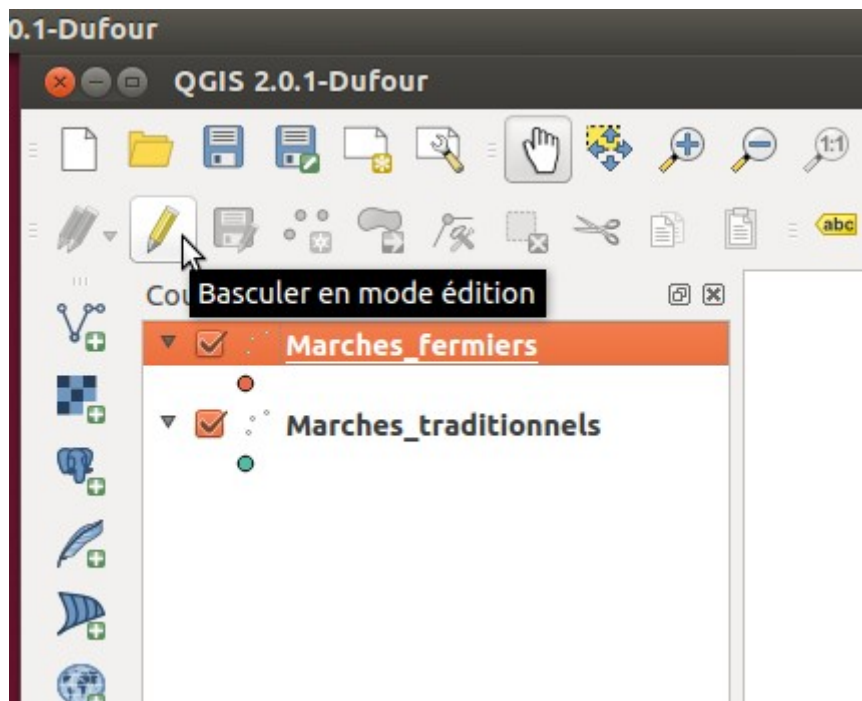 0.1-Dufour
QGIS 2.0.1-Dufour
1:1
abc
Cou
Basculer en mode édition
Marches_fermiers
Marches_traditionnels